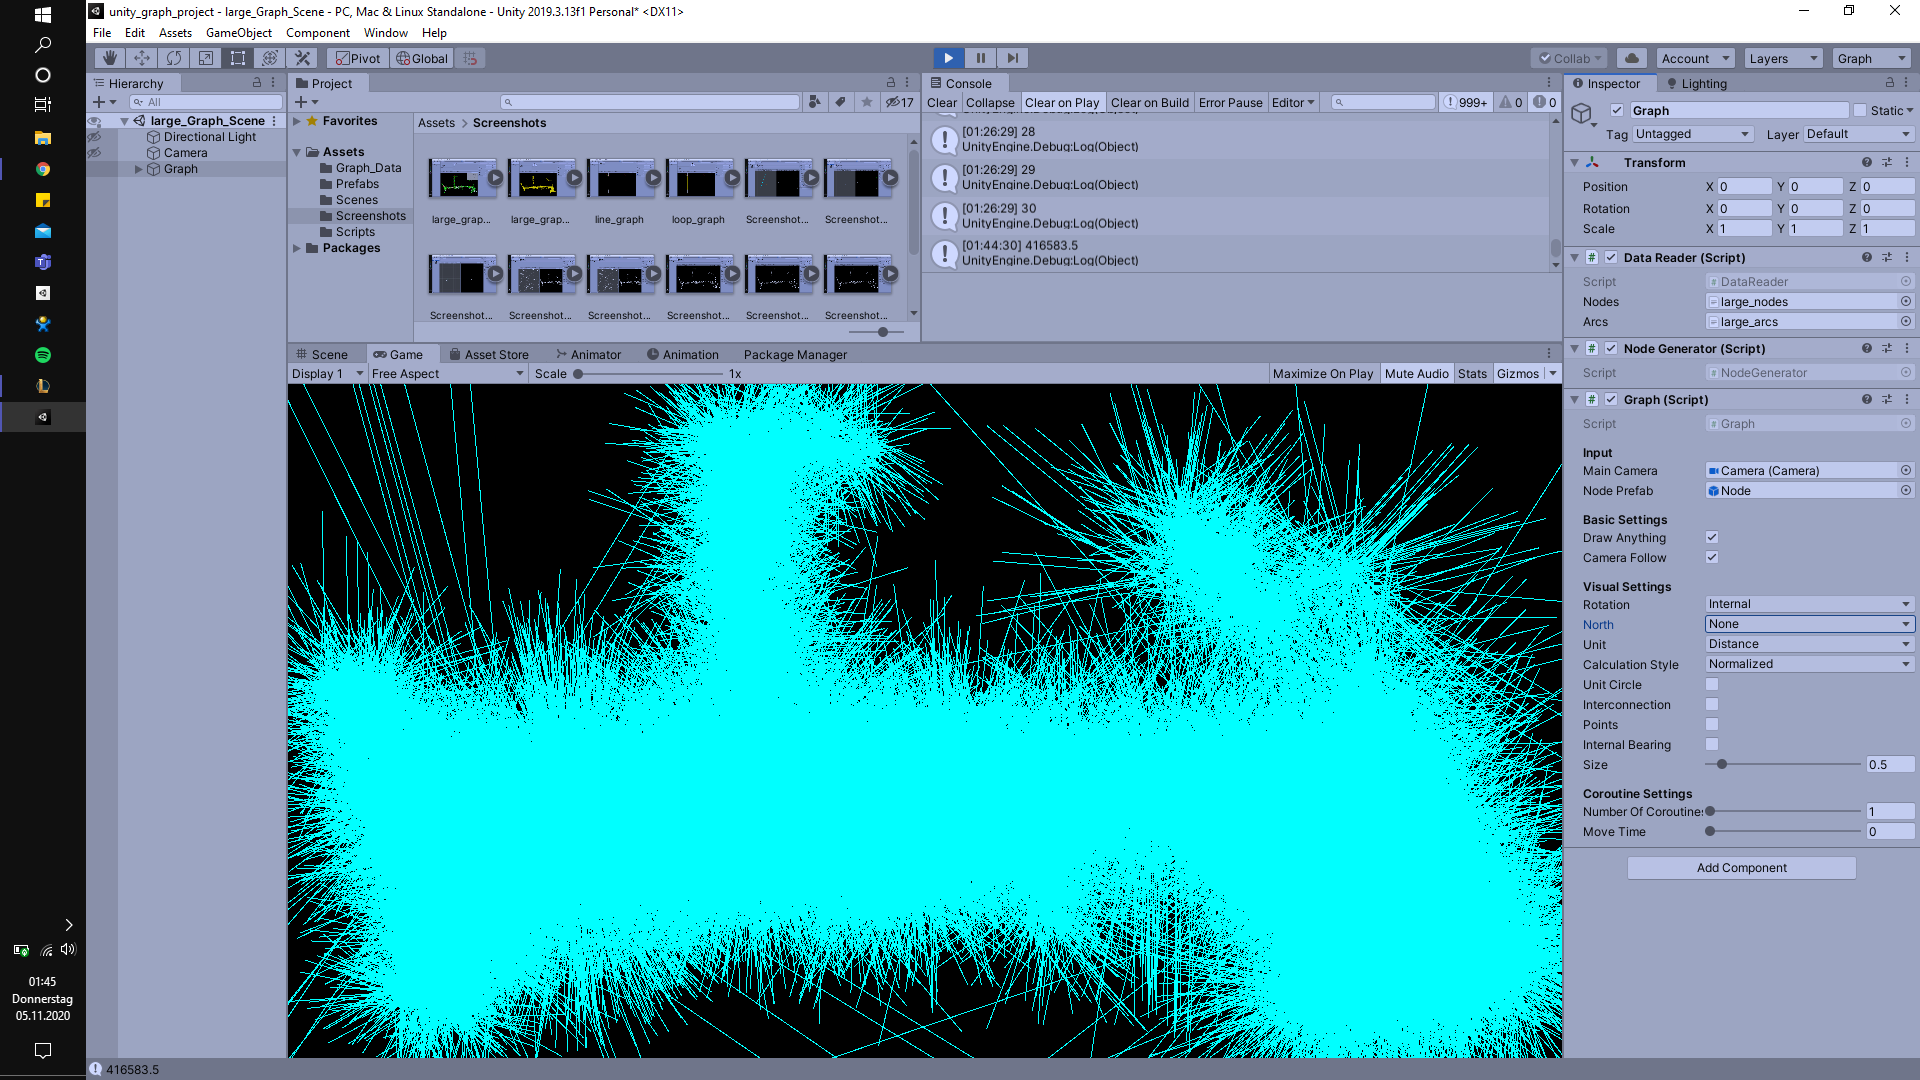 unity_graph_project - large_Graph_Scene - PC, Mac & Linux Standalone - Unity 2019.3.13f1 Personal* <DX11>
File Edit Assets GameObject Component Window Help
Pivot Global Collab Account Layers Graph
Hierarchy
All
large_Graph_Scene
Directional Light
Camera
Graph
Project
17
Favorites
Assets
Graph_Data
Prefabs
Scenes
Screenshots
Scripts
Packages
Assets > Screenshots
large_grap... large_grap... line_graph loop_graph Screenshot... Screenshot...
Screenshot... Screenshot... Screenshot... Screenshot... Screenshot... Screenshot...
Console
Clear Collapse Clear on Play Clear on Build Error Pause Editor 999+ 0 0
[01:26:29] 28
UnityEngine.Debug:Log(Object)
[01:26:29] 29
UnityEngine.Debug:Log(Object)
[01:26:29] 30
UnityEngine.Debug:Log(Object)
[01:44:30] 416583.5
UnityEngine.Debug:Log(Object)
Scene Game Asset Store Animator Animation Package Manager
Display 1 Free Aspect Scale 1x Maximize On Play Mute Audio Stats Gizmos
Inspector Lighting
Graph Static
Tag Untagged Layer Default
Transform
Position X 0 Y 0 Z 0
Rotation X 0 Y 0 Z 0
Scale X 1 Y 1 Z 1
Data Reader (Script)
Script DataReader
Nodes large_nodes
Arcs large_arcs
Node Generator (Script)
Script NodeGenerator
Graph (Script)
Script Graph
Input
Main Camera Camera (Camera)
Node Prefab Node
Basic Settings
Draw Anything
Camera Follow
Visual Settings
Rotation Internal
North None
Unit Distance
Calculation Style Normalized
Unit Circle
Interconnection
Points
Internal Bearing
Size 0.5
Coroutine Settings
Number Of Coroutines 1
Move Time 0
Add Component
01:45
Donnerstag
05.11.2020
416583.5